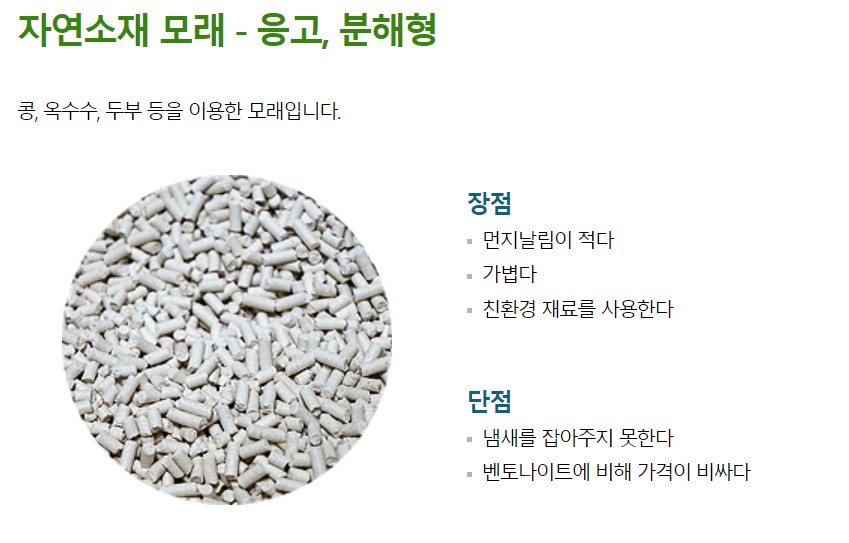 자연소재 모래 - 응고, 분해형
콩, 옥수수, 두부 등을 이용한 모래입니다.
장점
먼지날림이 적다
가볍다
친환경 재료를 사용한다
단점
냄새를 잡아주지 못한다
벤토나이트에 비해 가격이 비싸다